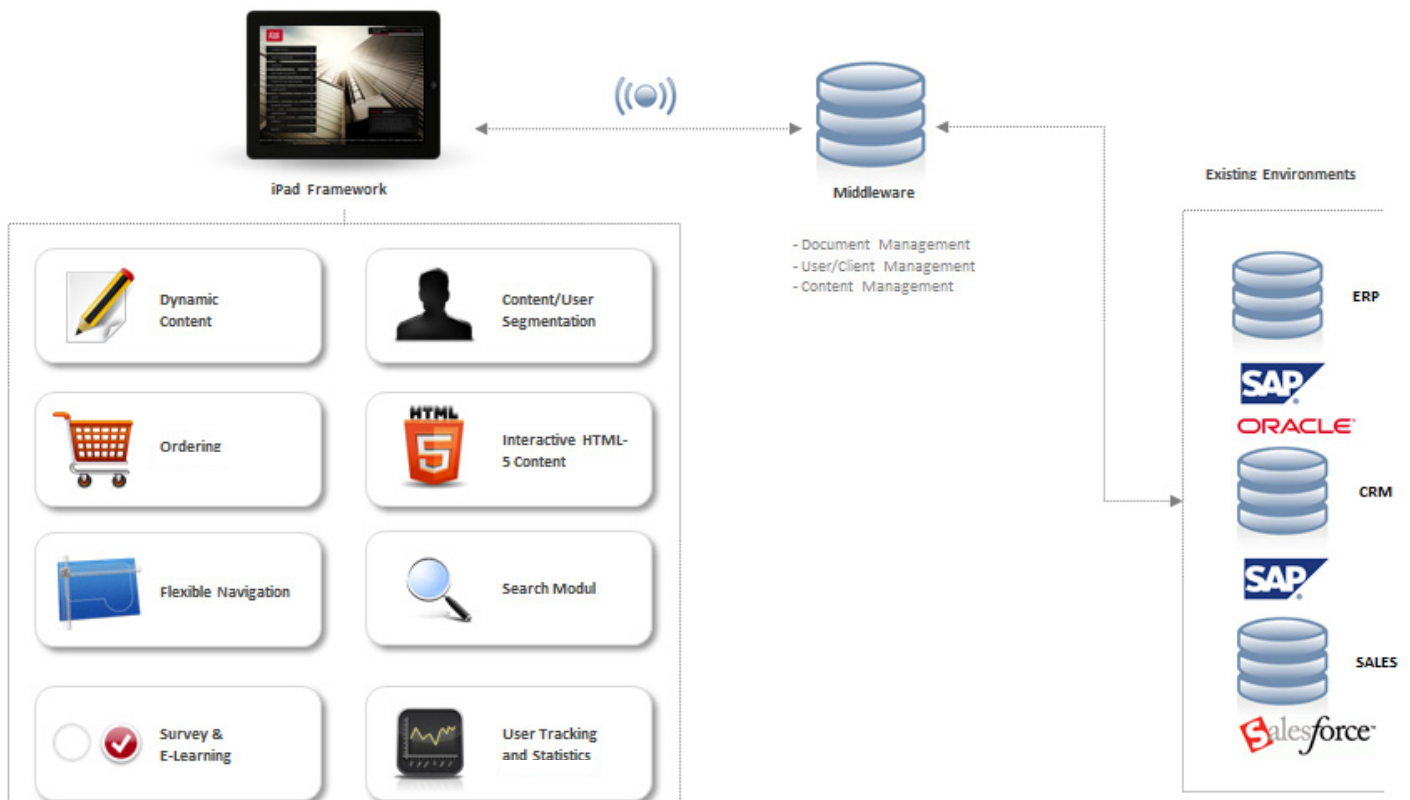 iPad Framework
Middleware
- Document Management
- User/Client Management
- Content Management
Existing Environments
Dynamic
Content
Content/User
Segmentation
Ordering
HTML
5
Interactive HTML-
5 Content
Flexible Navigation
Search Modul
Survey &
E-Learning
User Tracking
and Statistics
ERP
SAP®
ORACLE®
CRM
SAP®
SALES
Salesforce™